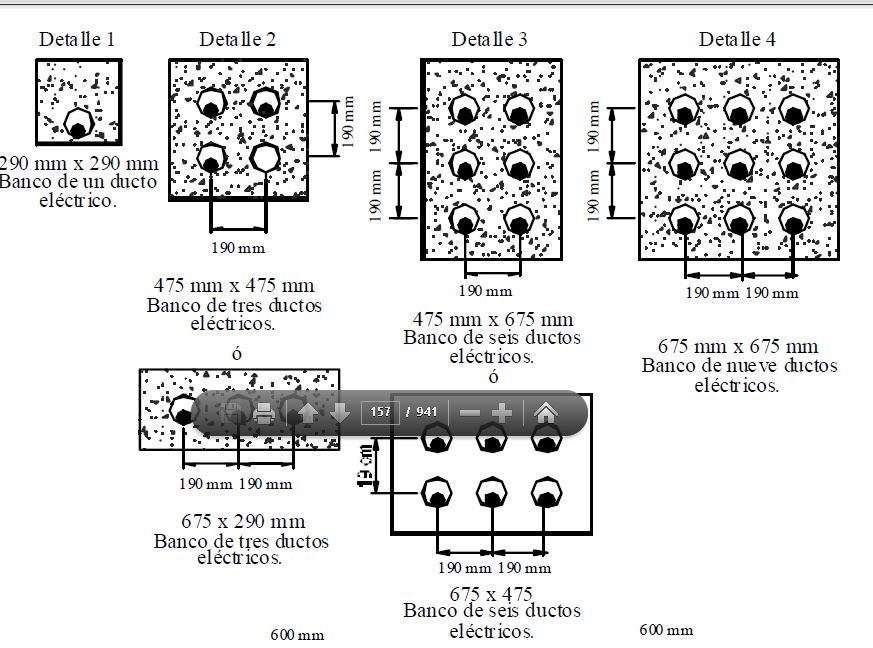 Detalle 1
290 mm x 290 mm
Banco de un ducto
eléctrico.
Detalle 2
190 mm
190 mm
475 mm x 475 mm
Banco de tres ductos
eléctricos.
ó
190 mm 190 mm
675 x 290 mm
Banco de tres ductos
eléctricos.
600 mm
Detalle 3
190 mm
190 mm
190 mm
475 mm x 675 mm
Banco de seis ductos
eléctricos.
ó
157 / 941
19 cm
190 mm 190 mm
675 x 475
Banco de seis ductos
eléctricos.
Detalle 4
190 mm
190 mm
190 mm 190 mm
675 mm x 675 mm
Banco de nueve ductos
eléctricos.
600 mm